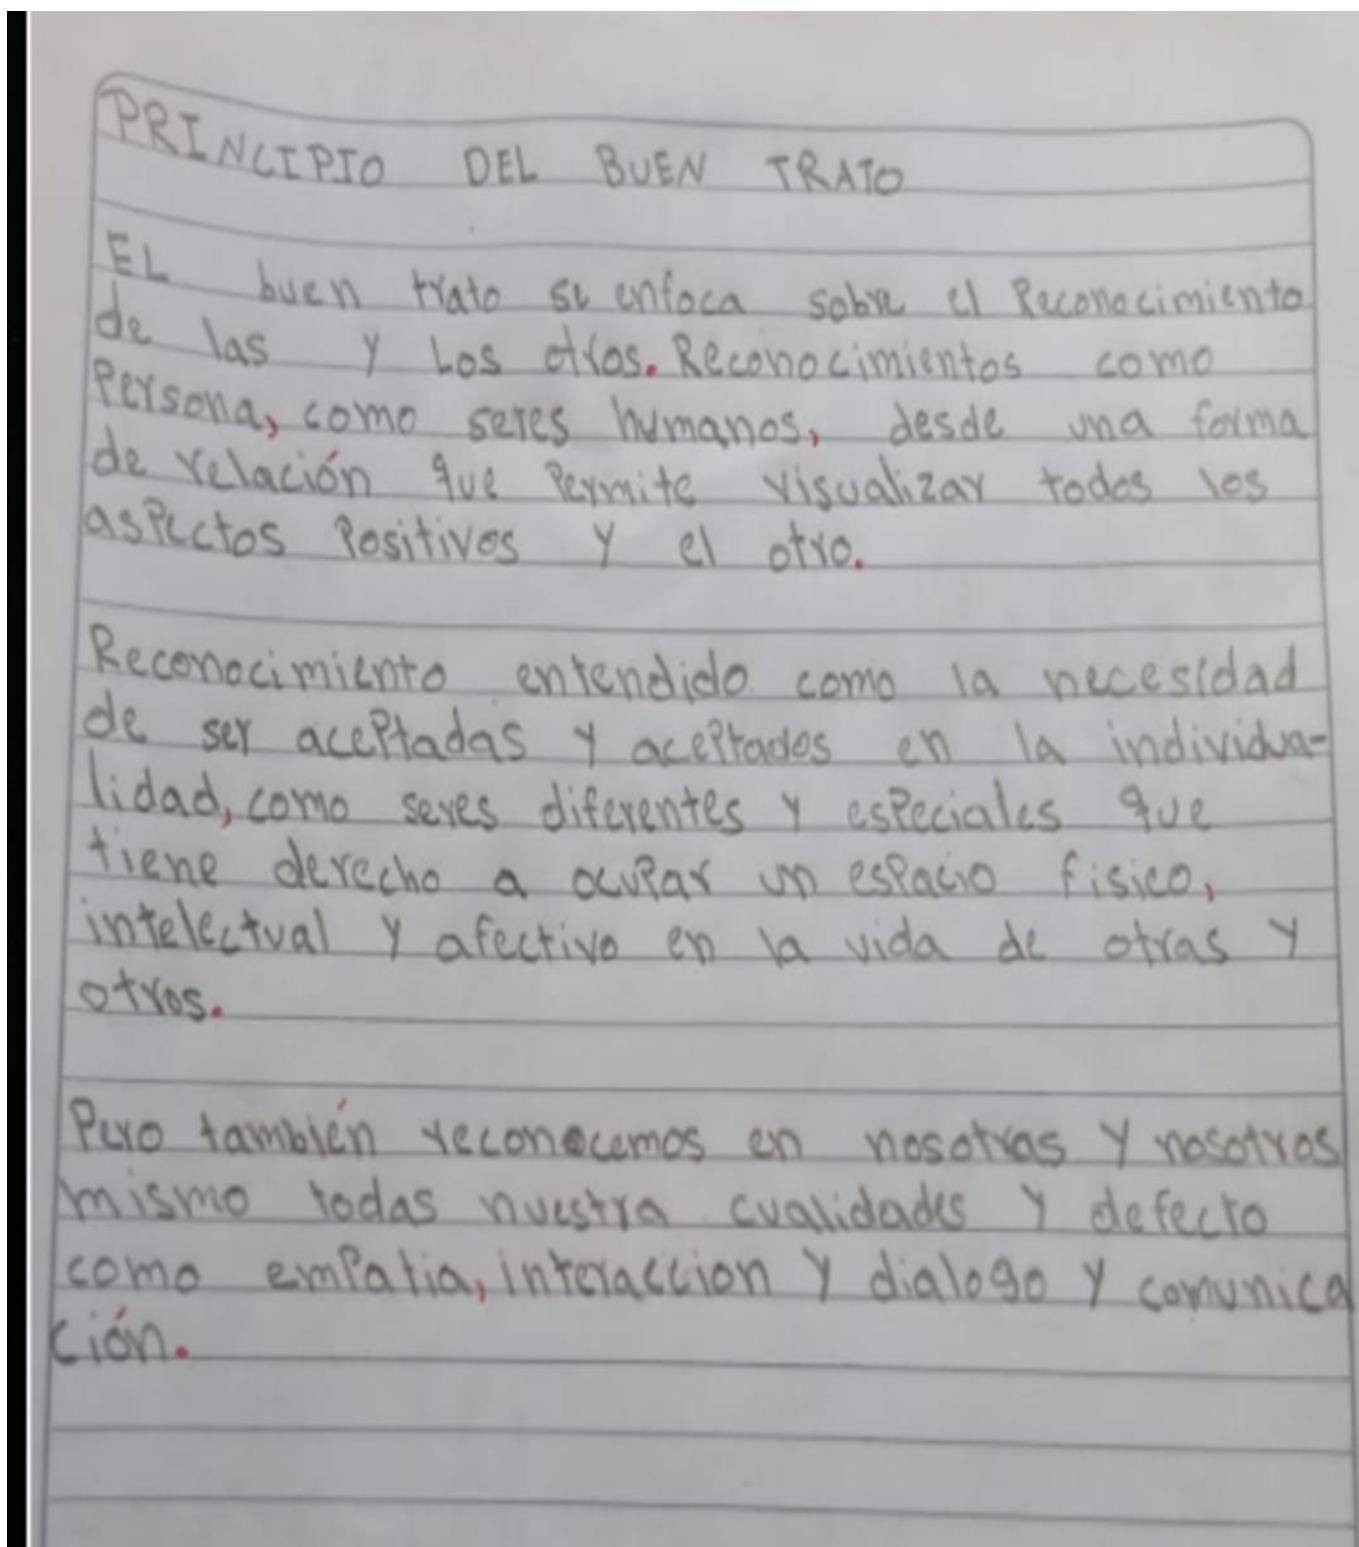 PRINCIPIO DEL BUEN TRATO
EL buen trato se enfoca sobre el Reconocimiento
de las y Los otros. Reconocimientos como
Persona, como seres humanos, desde una forma
de relación que Permite visualizar todos los
aspectos Positivos y el otro.
Reconocimiento entendido como la necesidad
de ser aceptadas y aceptados en la individua-
lidad, como seres diferentes y especiales que
tiene derecho a ocupar un espacio fisico,
intelectual y afectivo en la vida de otras y
otros.
Pero también reconocemos en nosotras y nosotros
mismo todas nuestra cualidades y defecto
como empatia, interaccion y dialogo y comunica
ción.